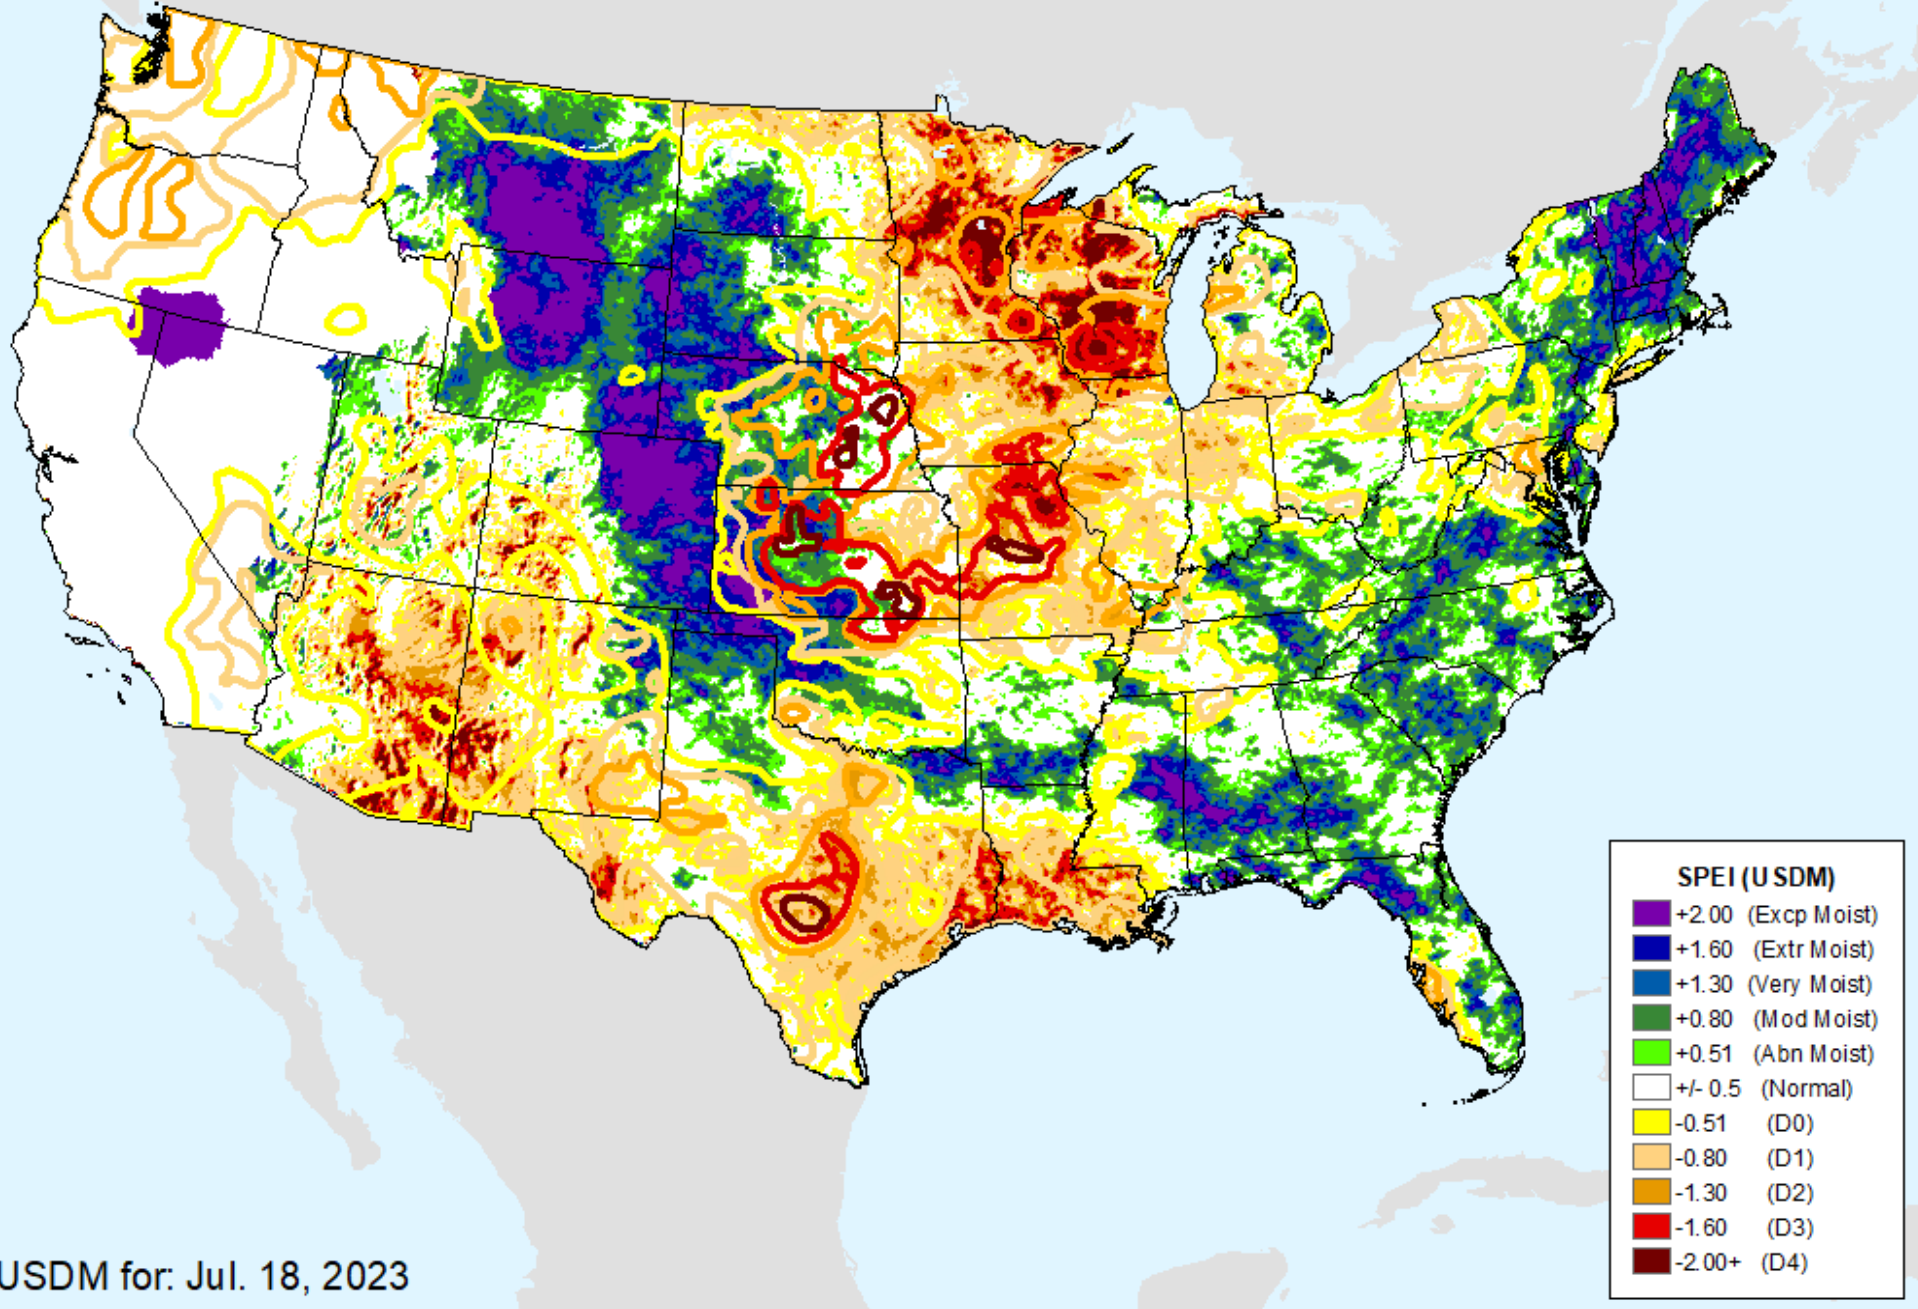 SPEI (USDM)
+2.00 (Excp Moist)
+1.60 (Extr Moist)
+1.30 (Very Moist)
+0.80 (Mod Moist)
+0.51 (Abn Moist)
+/- 0.5 (Normal)
-0.51 (D0)
-0.80 (D1)
-1.30 (D2)
-1.60 (D3)
-2.00+ (D4)
USDM for: Jul. 18, 2023